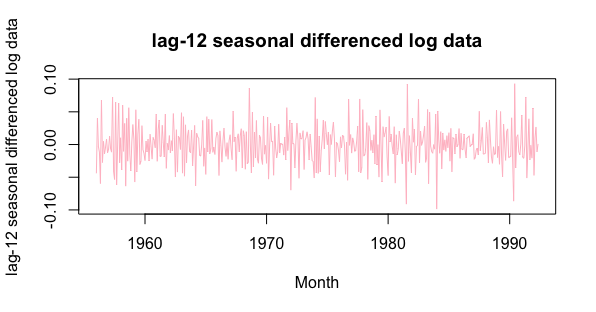 lag-12 seasonal differenced log data
lag-12 seasonal differenced log data
0.10
0.00
-0.10
1960 1970 1980 1990
Month